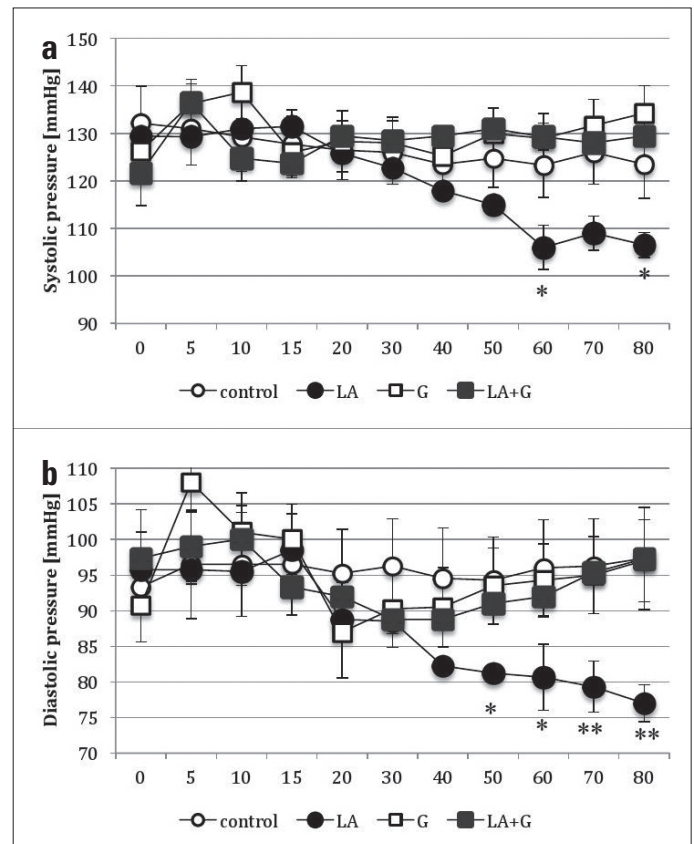 a
Systolic pressure [mmHg]
150
140
130
120
110
100
90
*
*
0 5 10 15 20 30 40 50 60 70 80
control LA G LA+G
b
Diastolic pressure [mmHg]
110
105
100
95
90
85
80
75
70
* * ** **
0 5 10 15 20 30 40 50 60 70 80
control LA G LA+G